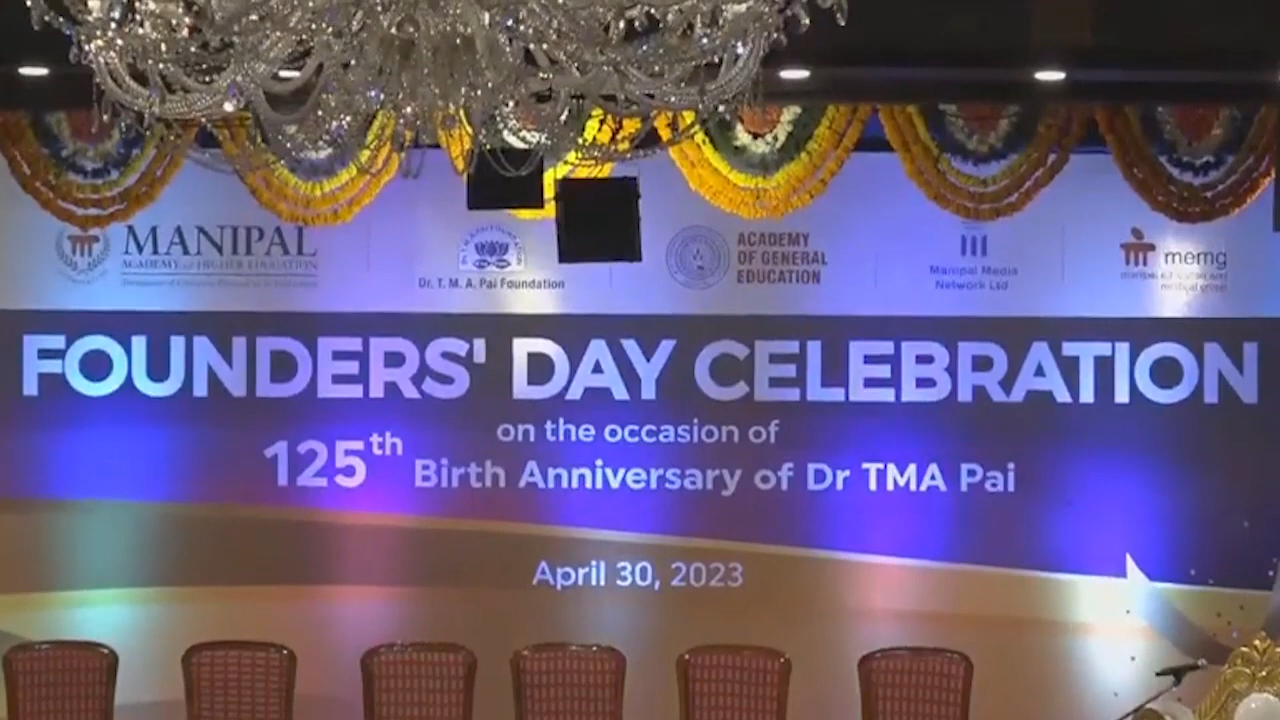 MANIPAL
ACADEMY of HIGHER EDUCATION
Dr. T. M. A. Pai Foundation
ACADEMY
OF GENERAL
EDUCATION
Manipal Media
Network Ltd
memg
FOUNDERS' DAY CELEBRATION
on the occasion of
125th Birth Anniversary of Dr TMA Pai
April 30, 2023